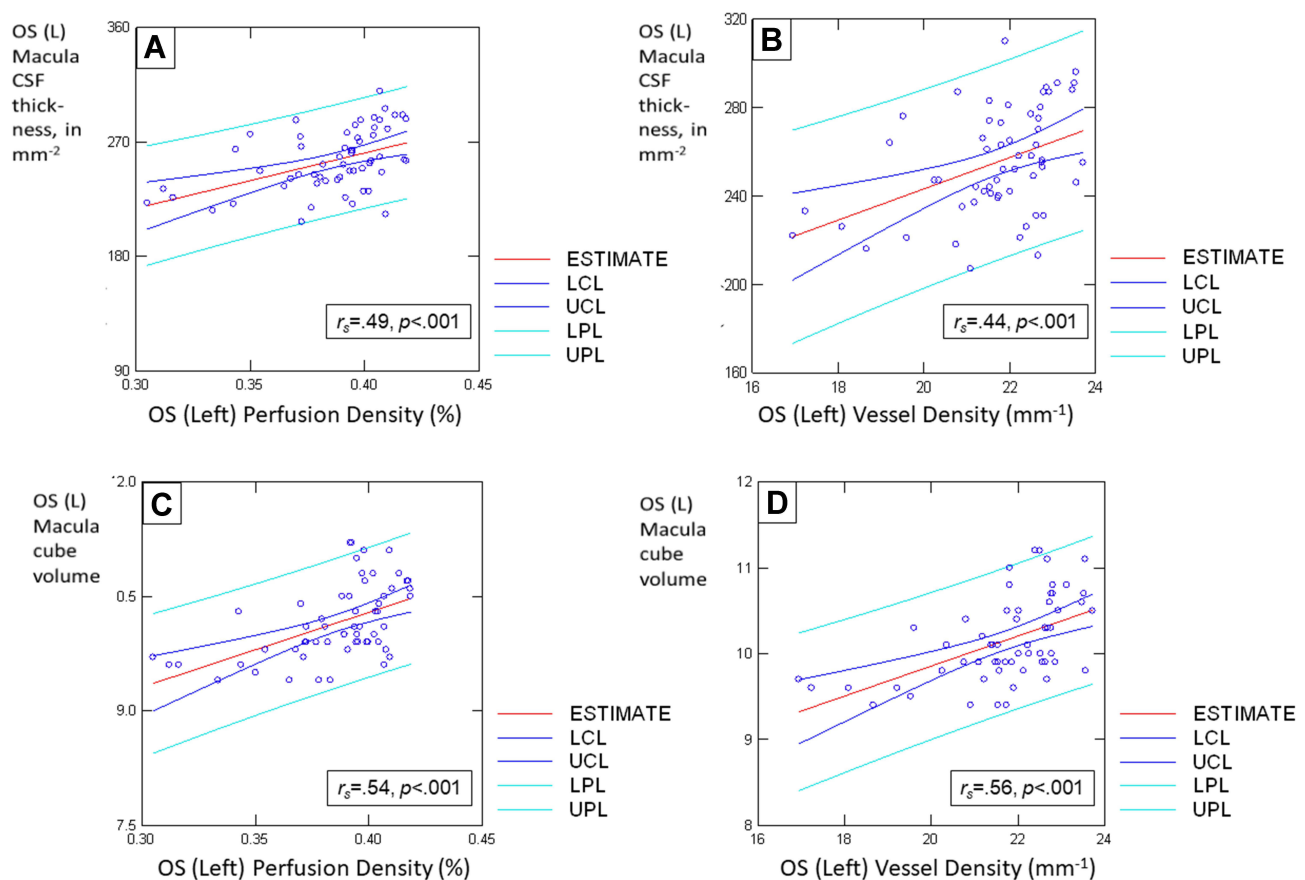 OS (L)
Macula
CSF
thick-
ness, in
mm-2
A
360
270
180
90
0.30
0.35
0.40
0.45
OS (Left) Perfusion Density (%)
ESTIMATE
LCL
UCL
LPL
UPL
rs=.49, p<.001
OS (L)
Macula
CSF
thick-
ness, in
mm-2
B
320
280
240
200
160
16
18
20
22
24
OS (Left) Vessel Density (mm-1)
ESTIMATE
LCL
UCL
LPL
UPL
rs=.44, p<.001
OS (L)
Macula
cube
volume
C
12.0
0.5
9.0
7.5
0.30
0.35
0.40
0.45
OS (Left) Perfusion Density (%)
ESTIMATE
LCL
UCL
LPL
UPL
rs=.54, p<.001
OS (L)
Macula
cube
volume
D
12
11
10
9
8
16
18
20
22
24
OS (Left) Vessel Density (mm-1)
ESTIMATE
LCL
UCL
LPL
UPL
rs=.56, p<.001